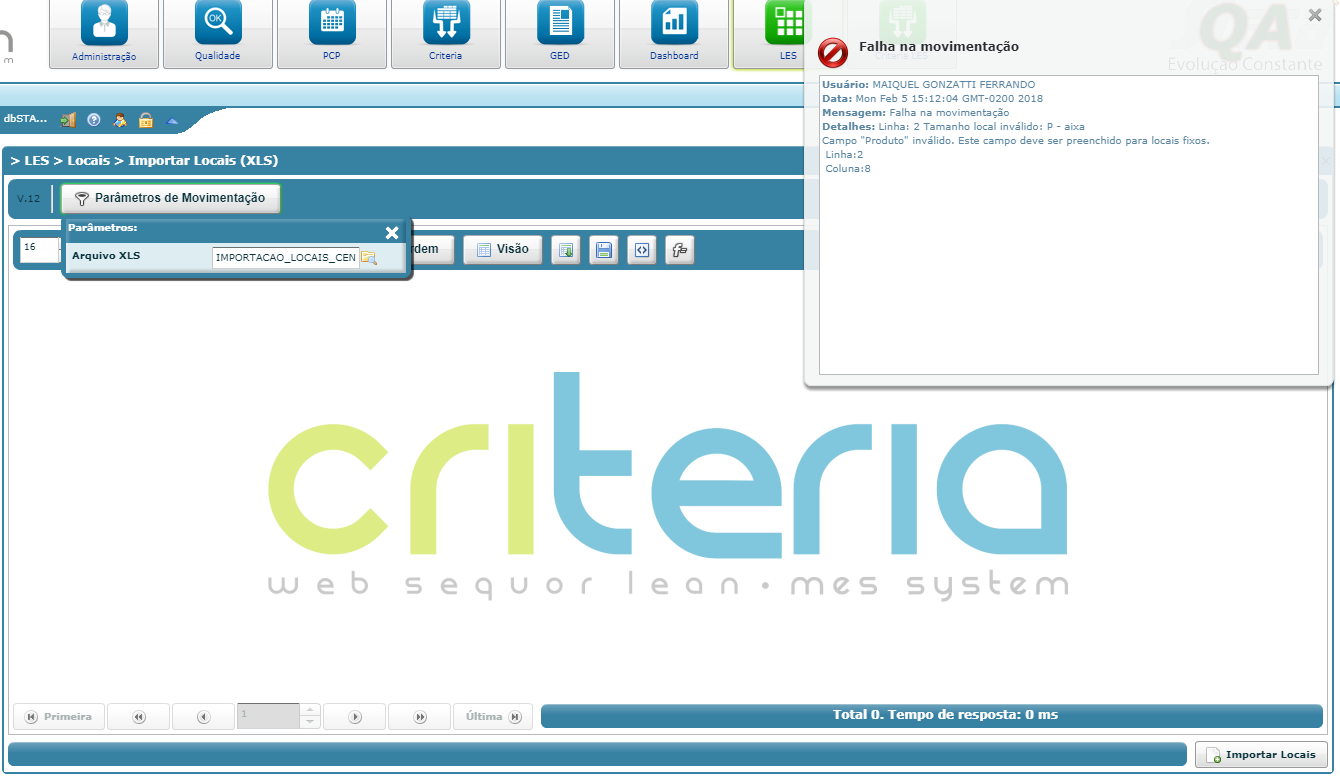 Administração
Qualidade
PCP
Criteria
GED
Dashboard
LES
QA
Evolução Constante
Falha na movimentação
Usuário: MAIQUEL GONZATTI FERRANDO
Data: Mon Feb 5 15:12:04 GMT-0200 2018
Mensagem: Falha na movimentação
Detalhes: Linha: 2 Tamanho local inválido: P - aixa
Campo "Produto" inválido. Este campo deve ser preenchido para locais fixos.
Linha:2
Coluna:8
dbSTA...
> LES > Locais > Importar Locais (XLS)
V.12
Parâmetros de Movimentação
Parâmetros:
Arquivo XLS
IMPORTACAO_LOCAIS_CEN
16
rdem
Visão
criteria
web sequor lean • mes system
Primeira
1
Última
Total 0. Tempo de resposta: 0 ms
Importar Locais